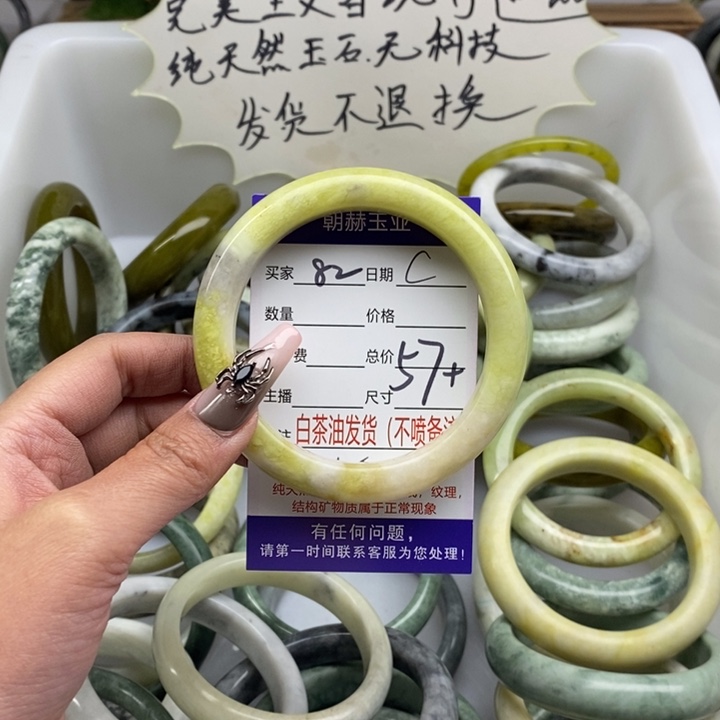 纯天然玉石.无科技
发货不退换
朝赫玉业
买家 82 日期 C
数量 价格
费 总价 57+
主播 尺寸
白茶油发货（不喷备注
纹理，
结构矿物质属于正常现象
有任何问题，
请第一时间联系客服为您处理！